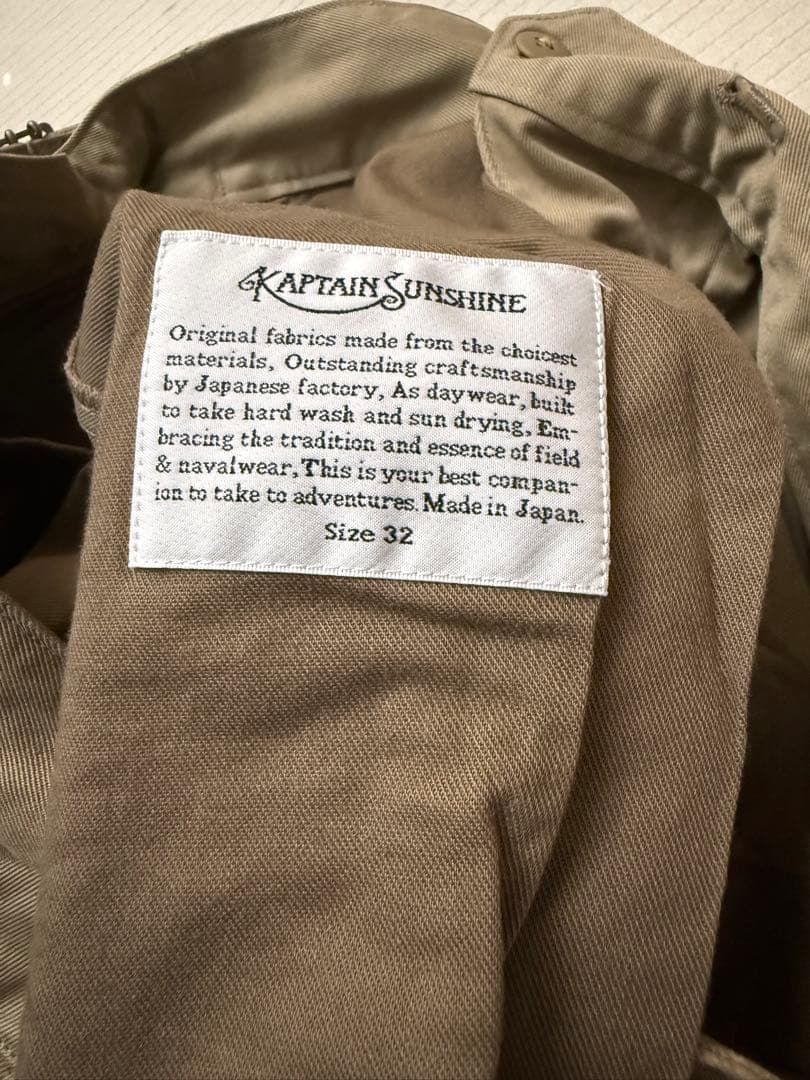 KAPTAIN SUNSHINE
Original fabrics made from the choicest
materials, Outstanding craftsmanship
by Japanese factory, As daywear, built
to take hard wash and sun drying, Em-
bracing the tradition and essence of field
& navalwear, This is your best compan-
ion to take to adventures. Made in Japan.
Size 32